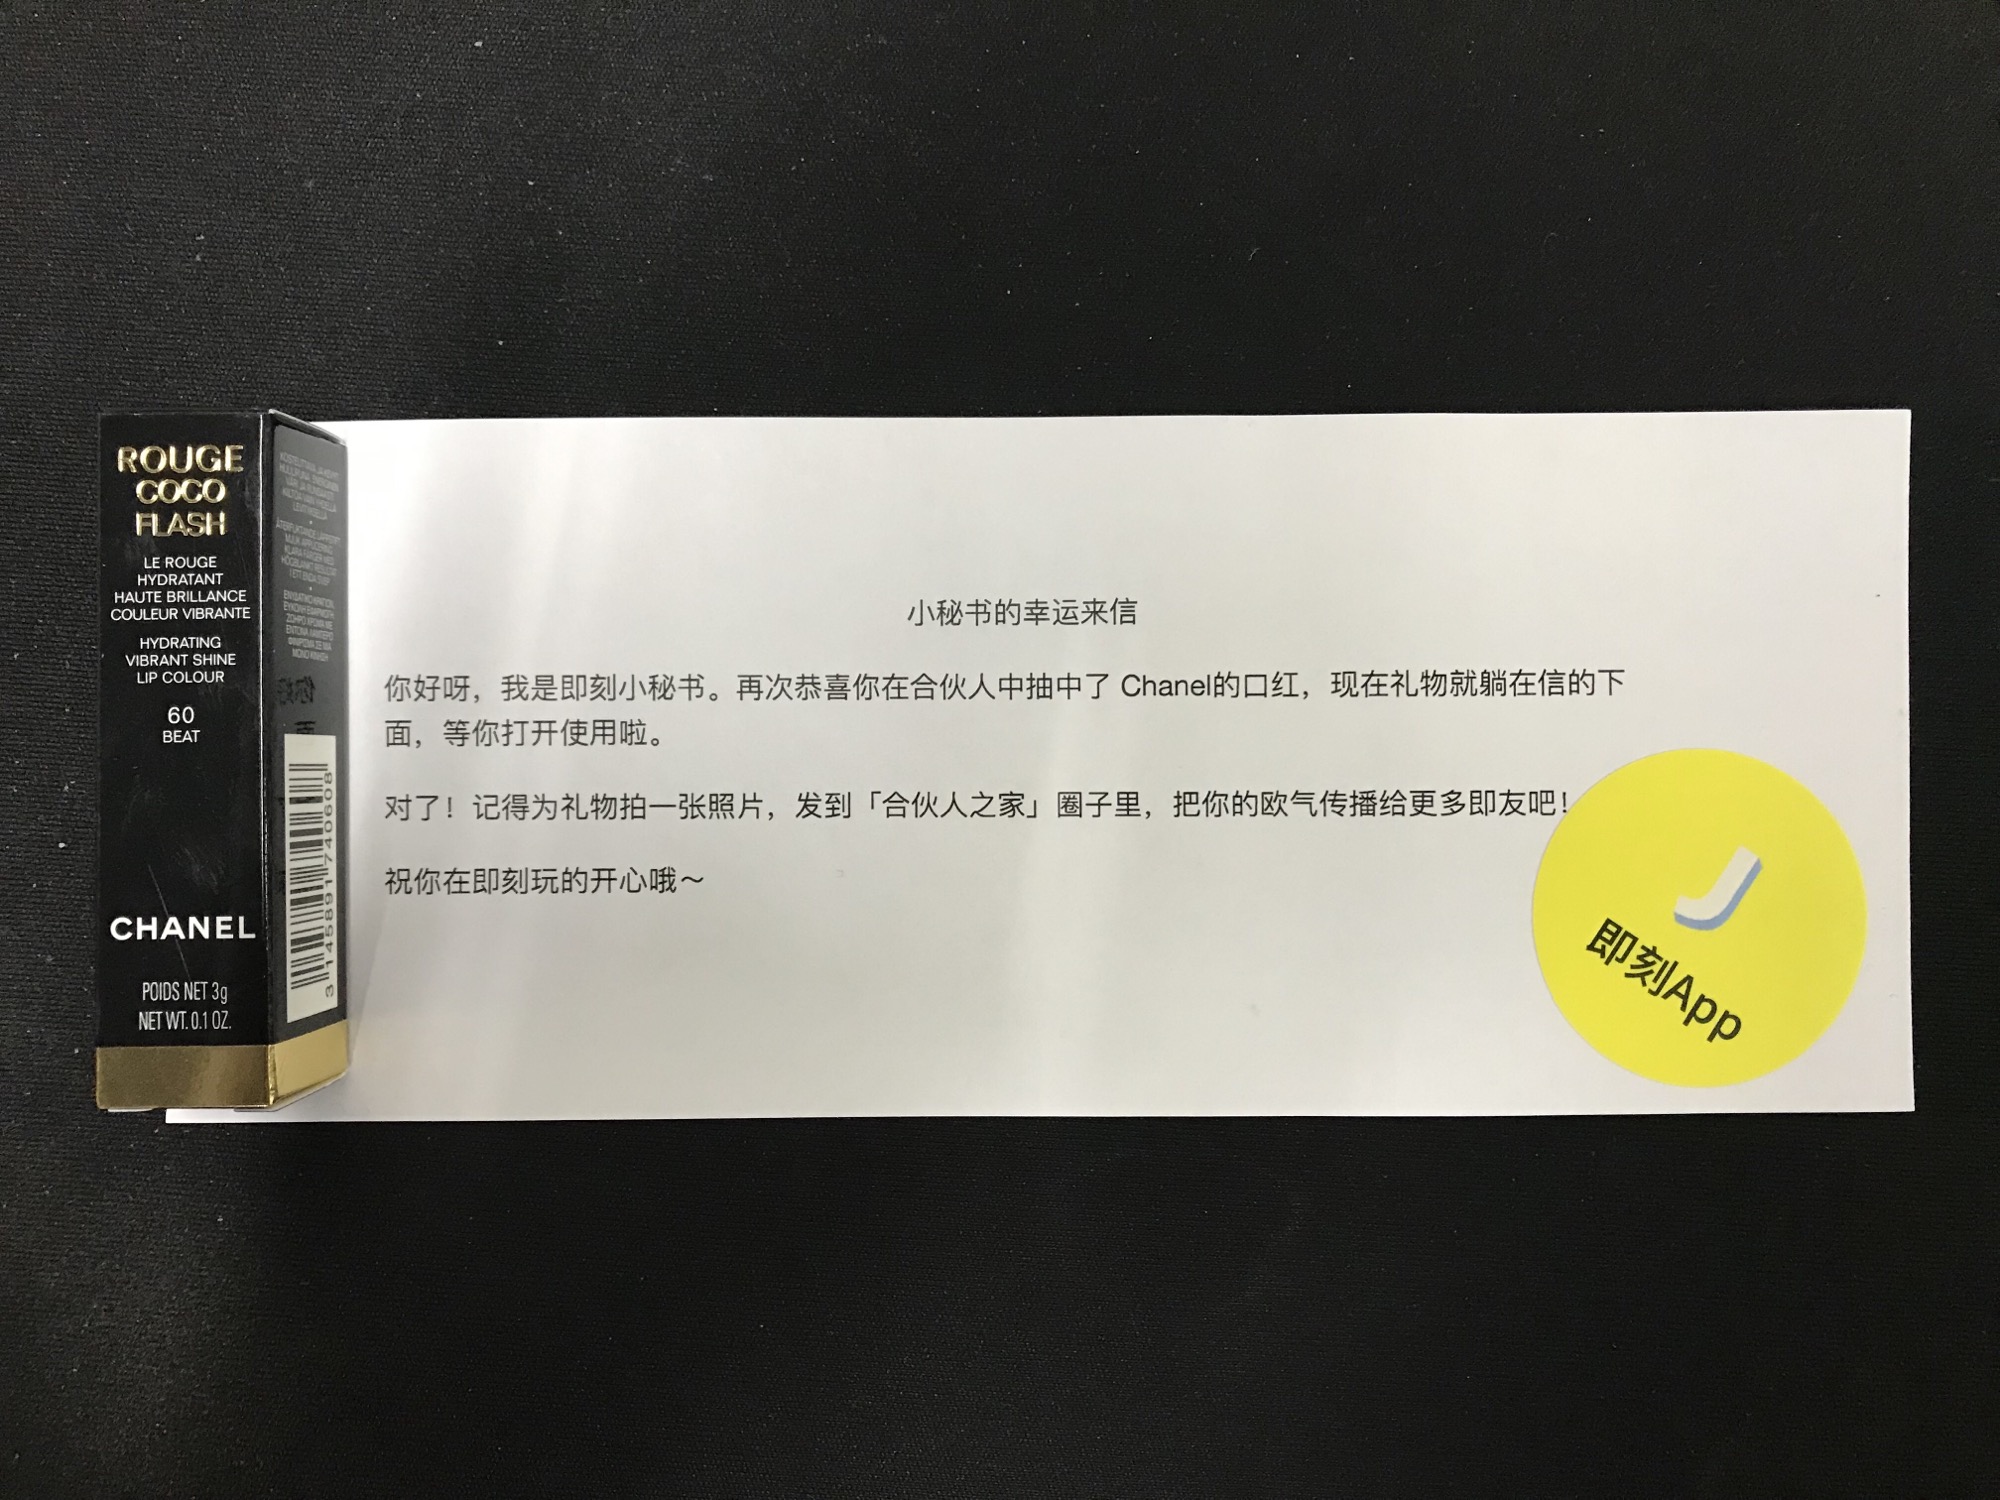 ROUGE
COCO
FLASH
LE ROUGE
HYDRATANT
HAUTE BRILLANCE
COULEUR VIBRANTE
HYDRATING
VIBRANT SHINE
LIP COLOUR
60
BEAT
CHANEL
POIDS NET 3g
NET WT. 0.1 OZ.
3 145891 740608
小秘书的幸运来信
你好呀，我是即刻小秘书。再次恭喜你在合伙人中抽中了 Chanel的口红，现在礼物就躺在信的下
面，等你打开使用啦。
对了！记得为礼物拍一张照片，发到「合伙人之家」圈子里，把你的欧气传播给更多即友吧！
祝你在即刻玩的开心哦～
J
即刻App